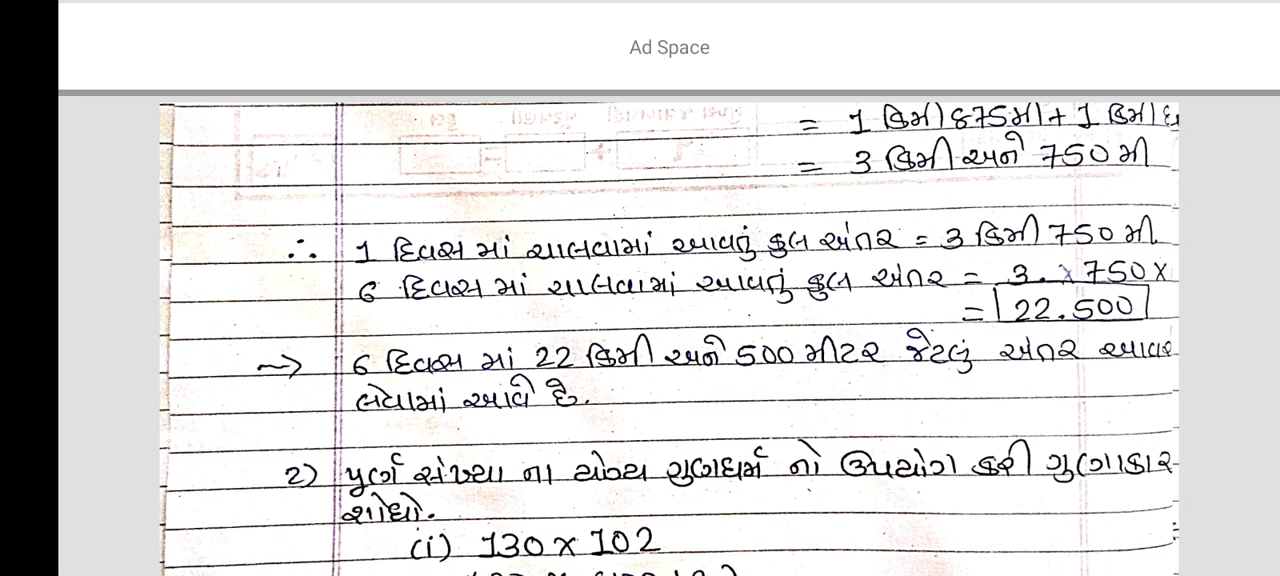 Ad Space
= 1 કિમી 875મી + 1 કિમી
= 3 કિમી અને 750 મી
∴ 1 દિવસ માં ચાલવામાં આવતું કુલ અંતર = 3 કિમી 750 મી.
6 દિવસ માં ચાલવામાં આવતું કુલ અંતર = 3. x 750 x
= 22.500
→ 6 દિવસ માં 22 કિમી અને 500 મીટર જેટલું અંતર આવર
લેવામાં આવે છે.
2) પુર્ણ સંખ્યા ના યોગ્ય ગુણધર્મ નો ઉપયોગ કરી ગુણાકાર
શોધો.
(i) 130 x 102